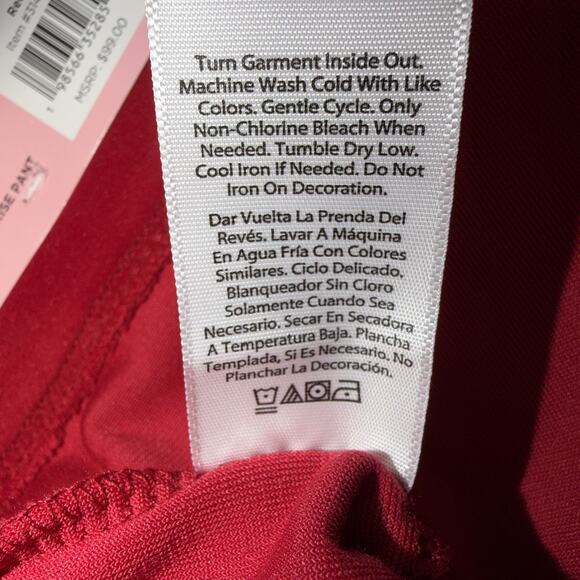 MSRP: $99.00
ISE PANT
Turn Garment Inside Out.
Machine Wash Cold With Like
Colors. Gentle Cycle. Only
Non-Chlorine Bleach When
Needed. Tumble Dry Low.
Cool Iron If Needed. Do Not
Iron On Decoration.
Dar Vuelta La Prenda Del
Revés. Lavar A Máquina
En Agua Fría Con Colores
Similares. Ciclo Delicado.
Blanqueador Sin Cloro
Solamente Cuando Sea
Necesario. Secar En Secadora
A Temperatura Baja. Plancha
Templada, Si Es Necesario. No
Planchar La Decoración.